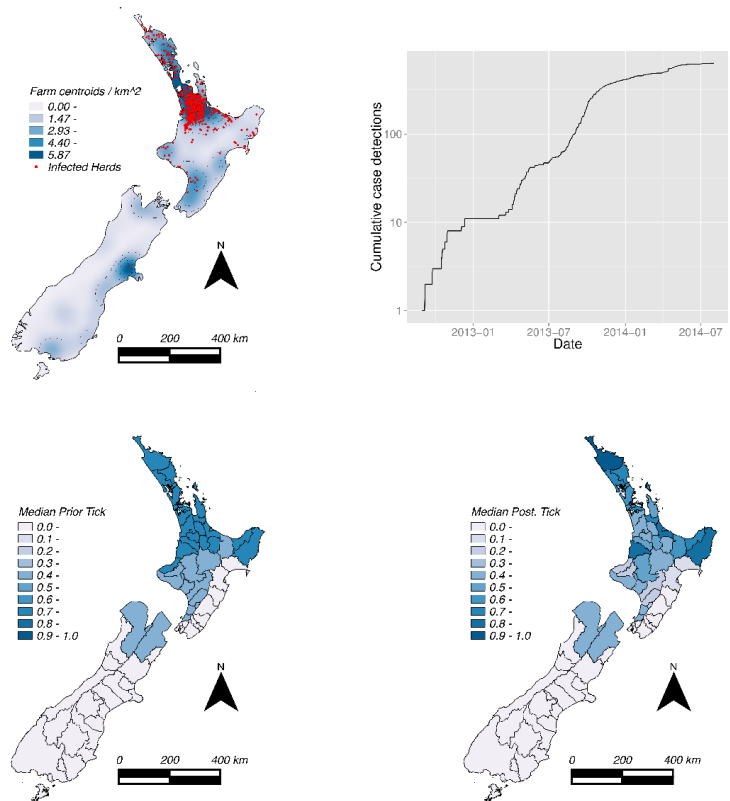 Farm centroids / km^2
0.00 -
1.47 -
2.93 -
4.40 -
5.87
Infected Herds
N
0 200 400 km
Cumulative case detections
100
10
1
2013−01 2013−07 2014−01 2014−07
Date
Median Prior Tick
0.0 -
0.1 -
0.2 -
0.3 -
0.4 -
0.5 -
0.6 -
0.7 -
0.8 -
0.9 - 1.0
N
0 200 400 km
Median Post. Tick
0.0 -
0.1 -
0.2 -
0.3 -
0.4 -
0.5 -
0.6 -
0.7 -
0.8 -
0.9 - 1.0
N
0 200 400 km